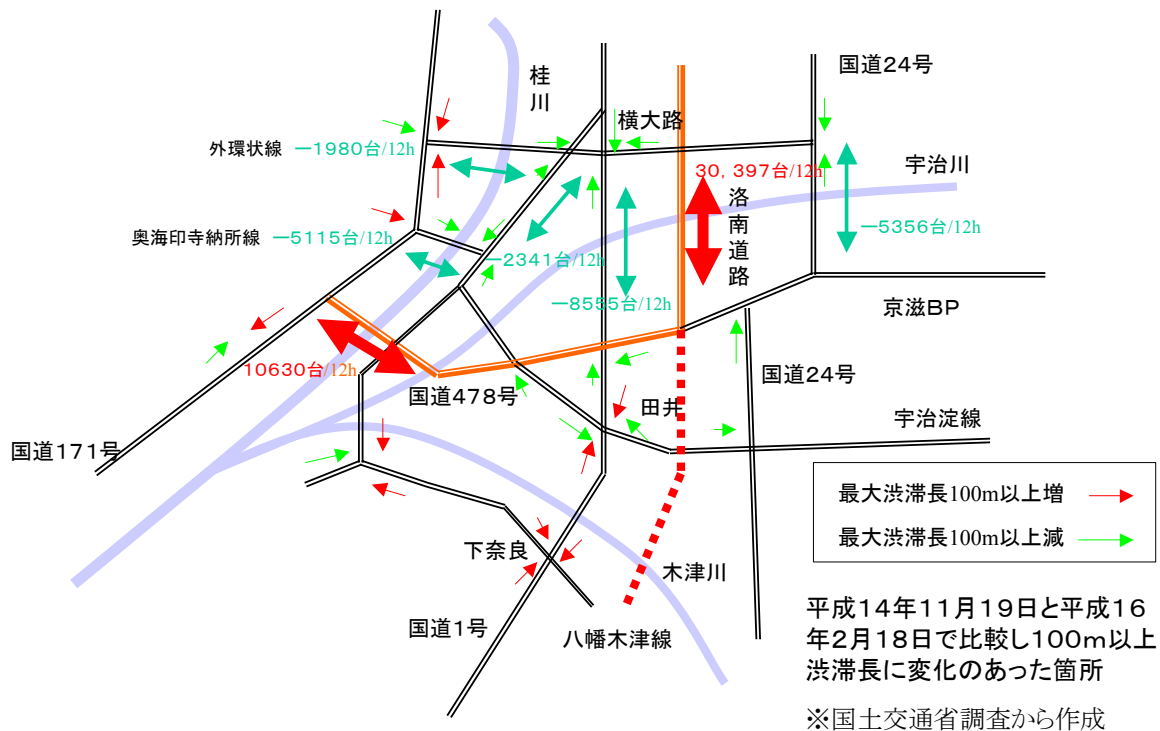 国道24号
桂
川
横大路
外環状線 －1980台/12h
30，397台/12h
宇治川
洛
南
道
路
奥海印寺納所線 －5115台/12h
－5356台/12h
－2341台/12h
－8555台/12h
京滋BP
10630台/12h
国道478号
国道24号
田井
宇治淀線
国道171号
最大渋滞長100m以上増
最大渋滞長100m以上減
下奈良
木津川
国道1号
八幡木津線
平成14年11月19日と平成16
年2月18日で比較し100m以上
渋滞長に変化のあった箇所
※国土交通省調査から作成